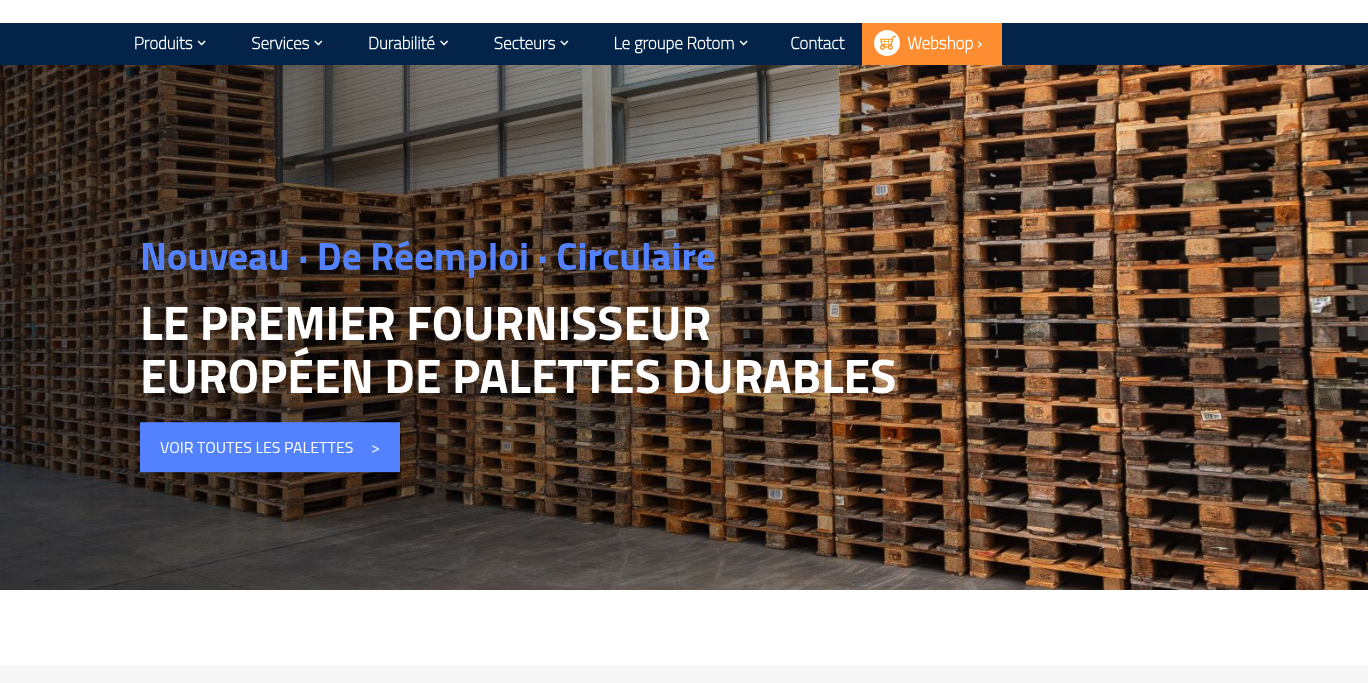 Produits Services Durabilité Secteurs Le groupe Rotom Contact Webshop ›
Nouveau · De Réemploi · Circulaire
LE PREMIER FOURNISSEUR
EUROPÉEN DE PALETTES DURABLES
VOIR TOUTES LES PALETTES >